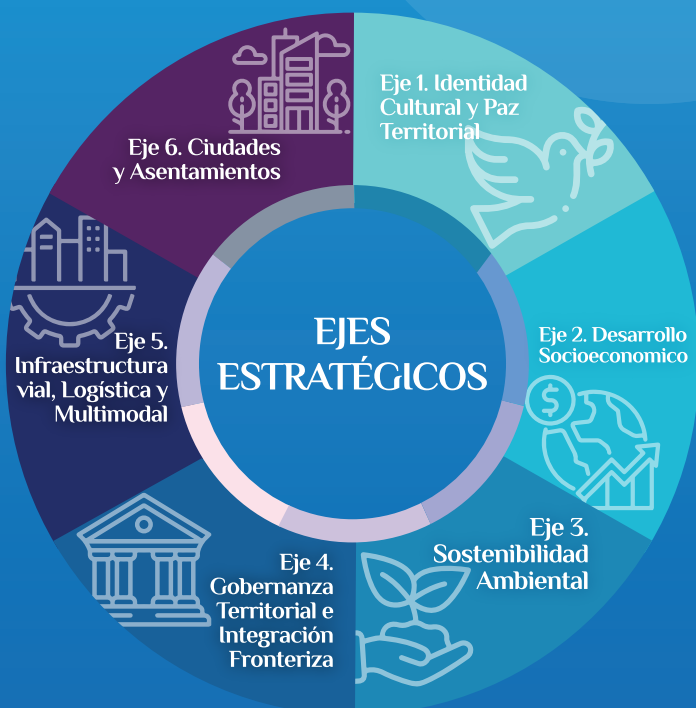 EJES
ESTRATÉGICOS
Eje 1. Identidad
Cultural y Paz
Territorial
Eje 2. Desarrollo
Socioeconomico
Eje 3.
Sostenibilidad
Ambiental
Eje 4.
Gobernanza
Territorial e
Integración
Fronteriza
Eje 5.
Infraestructura
vial, Logística y
Multimodal
Eje 6. Ciudades
y Asentamientos
$